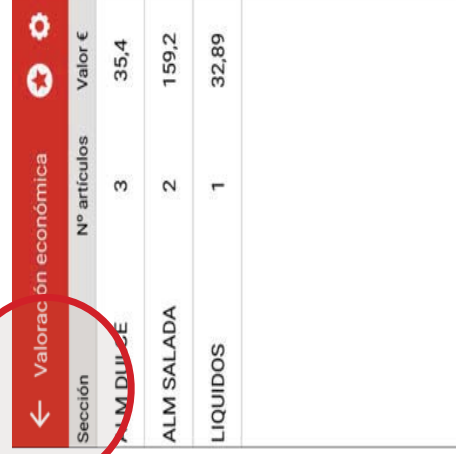 ← Valoración económica
Sección Nº artículos Valor €
ALM DULCE 3 35,4
ALM SALADA 2 159,2
LIQUIDOS 1 32,89